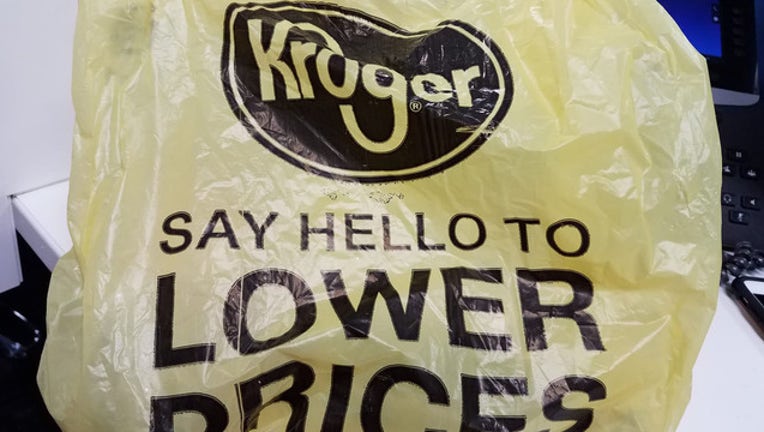 Kroger®
SAY HELLO TO
LOWER
PRICES